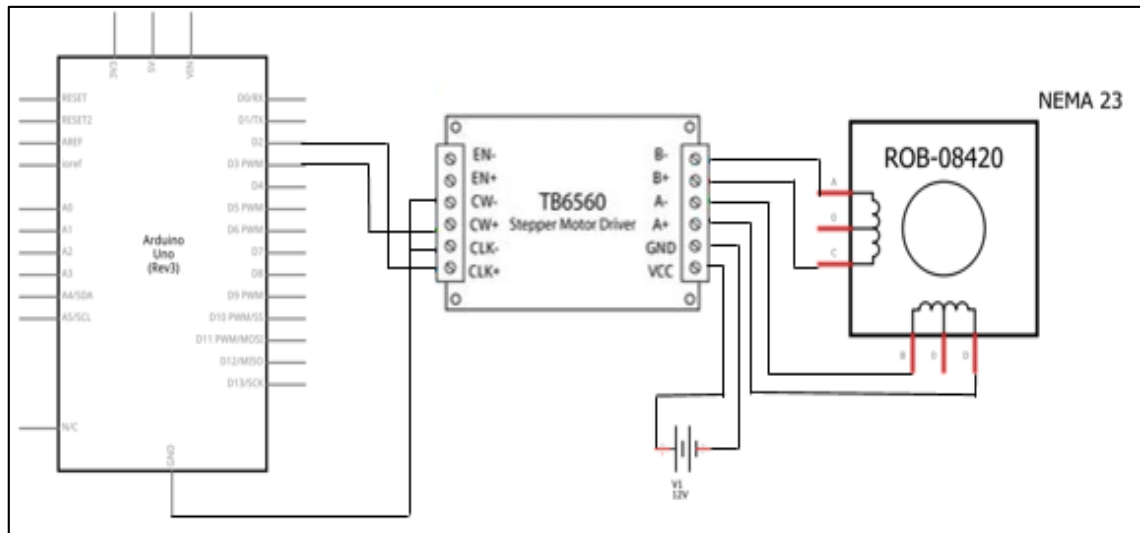 3V3
5V
VIN
RESET
RESET2
AREF
ioref
A0
A1
A2
A3
A4/SDA
A5/SCL
N/C
D0/RX
D1/TX
D2
D3 PWM
D4
D5 PWM
D6 PWM
D7
D8
D9 PWM
D10 PWM/SS
D11 PWM/MOSI
D12/MISO
D13/SCK
GND
Arduino
Uno
(Rev3)
EN-
EN+
CW-
CW+
CLK-
CLK+
TB6560
Stepper Motor Driver
B-
B+
A-
A+
GND
VCC
NEMA 23
ROB-08420
A
0
C
B
0
D
V1
12V